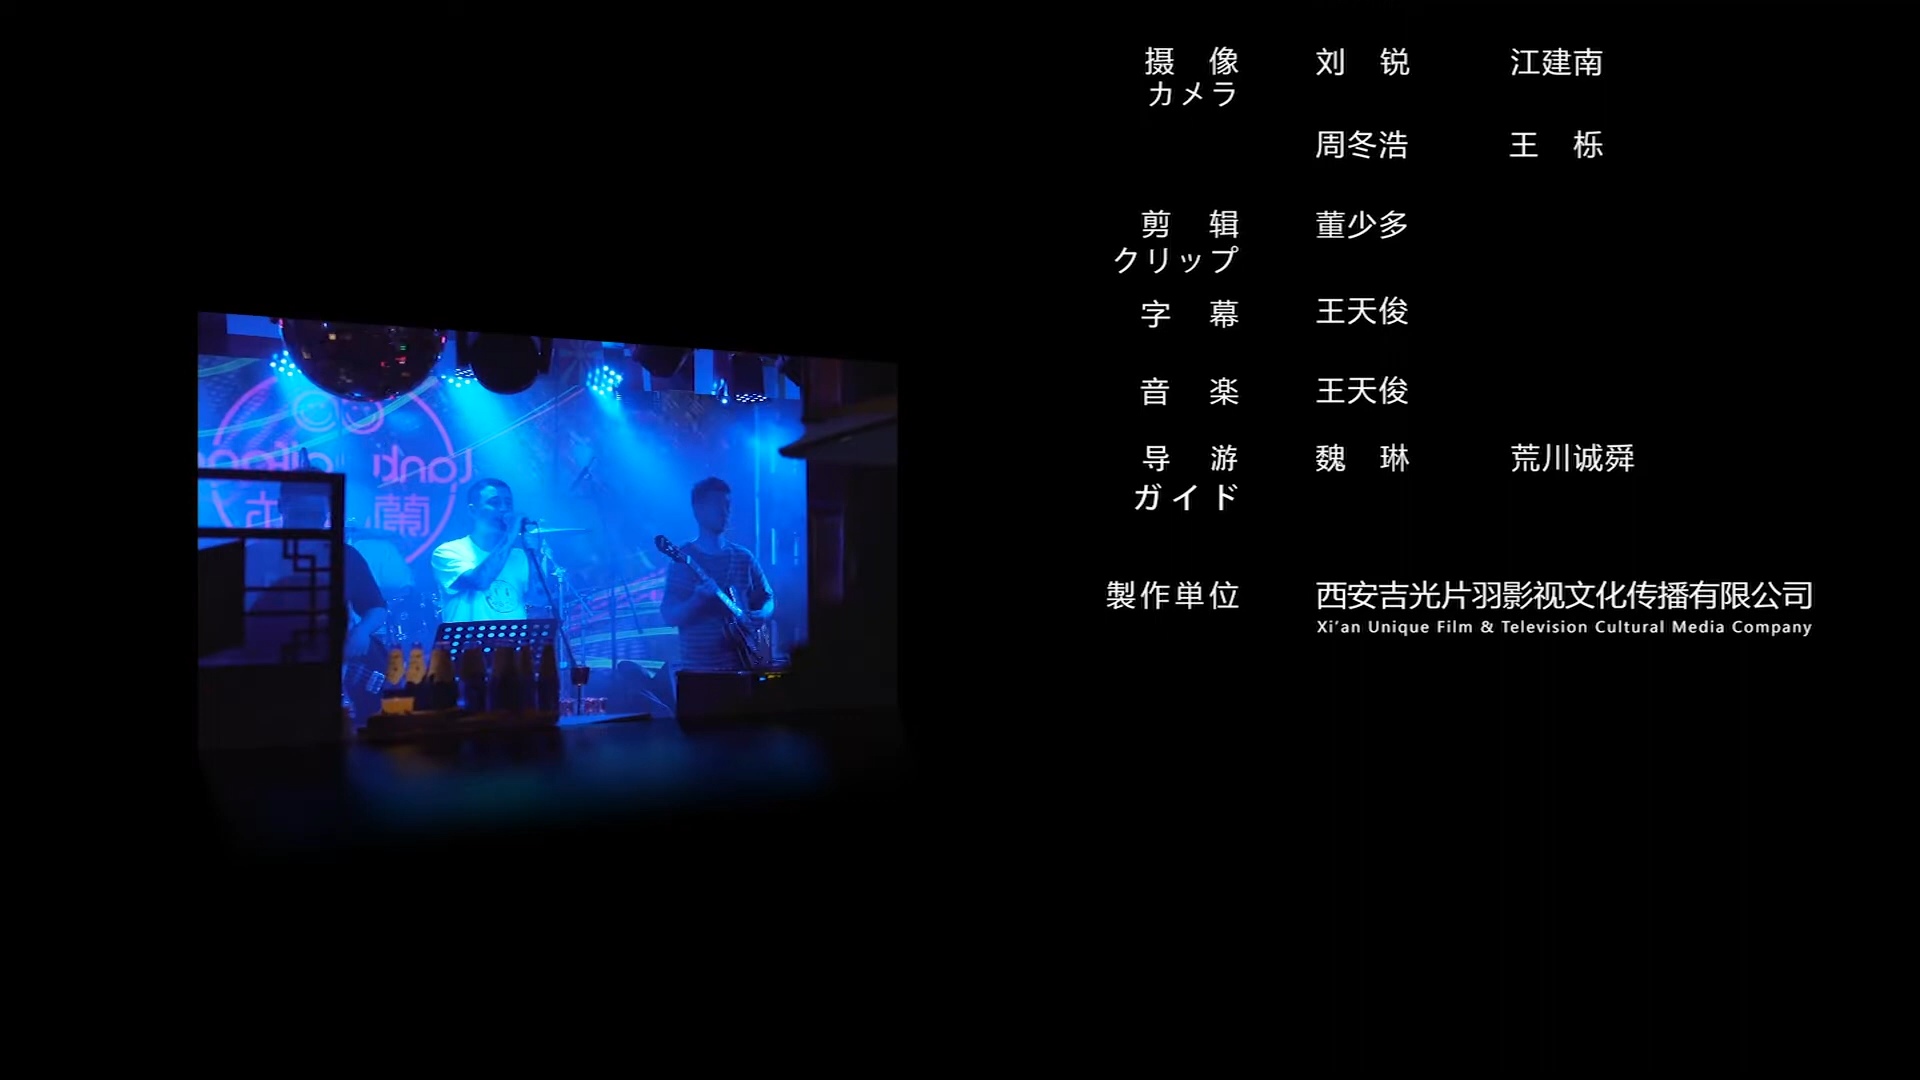 摄 像 刘 锐 江建南
カメラ
周冬浩 王 栎
剪 辑 董少多
クリップ
字 幕 王天俊
音 楽 王天俊
导 游 魏 琳 荒川诚舜
ガイド
製作単位 西安吉光片羽影视文化传播有限公司
Xi'an Unique Film & Television Cultural Media Company